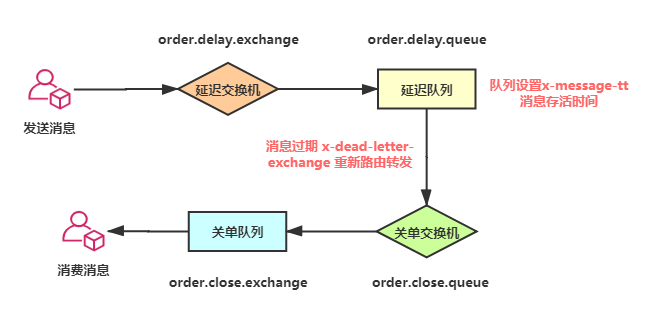 order.delay.exchange
order.delay.queue
发送消息
延迟交换机
延迟队列
队列设置x-message-tt
消息存活时间
消息过期 x-dead-letter-
exchange 重新路由转发
消费消息
关单队列
关单交换机
order.close.exchange
order.close.queue